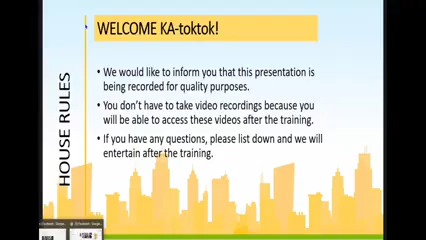 WELCOME KA-toktok!
HOUSE RULES
• We would like to inform you that this presentation is
being recorded for quality purposes.
• You don't have to take video recordings because you
will be able to access these videos after the training.
• If you have any questions, please list down and we will
entertain after the training.